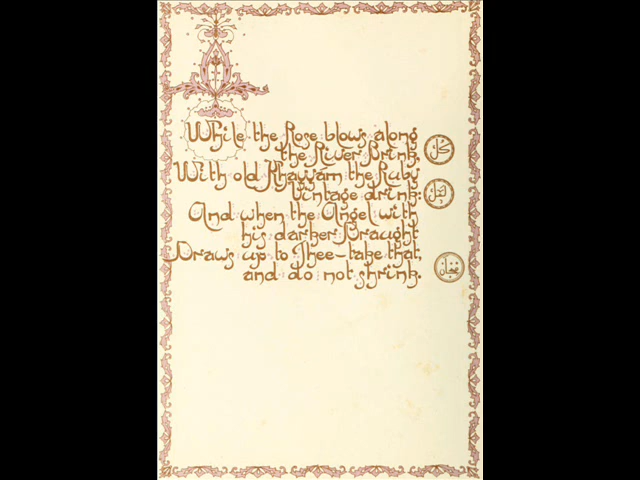 While the Rose blows along
the River Brink,
With old Khayyám the Ruby
Vintage drink:
And when the Angel with
his darker Draught
Draws up to Thee—take that,
and do not shrink.